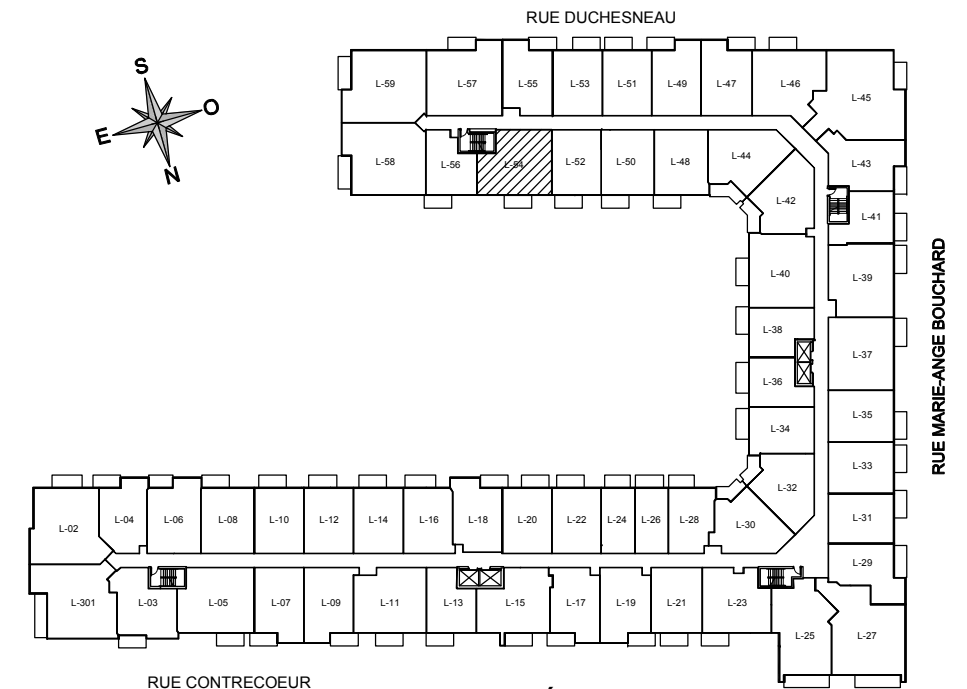 RUE DUCHESNEAU
S
O
E
N
L-59 L-57 L-55 L-53 L-51 L-49 L-47 L-46 L-45
L-58 L-56 L-54 L-52 L-50 L-48 L-44 L-43
L-42 L-41
L-40 L-39
L-38
L-37
L-36
L-35
L-34
L-33
L-32
L-31
L-02 L-04 L-06 L-08 L-10 L-12 L-14 L-16 L-18 L-20 L-22 L-24 L-26 L-28 L-30
L-29
L-301 L-03 L-05 L-07 L-09 L-11 L-13 L-15 L-17 L-19 L-21 L-23
L-25 L-27
RUE MARIE-ANGE BOUCHARD
RUE CONTRECOEUR